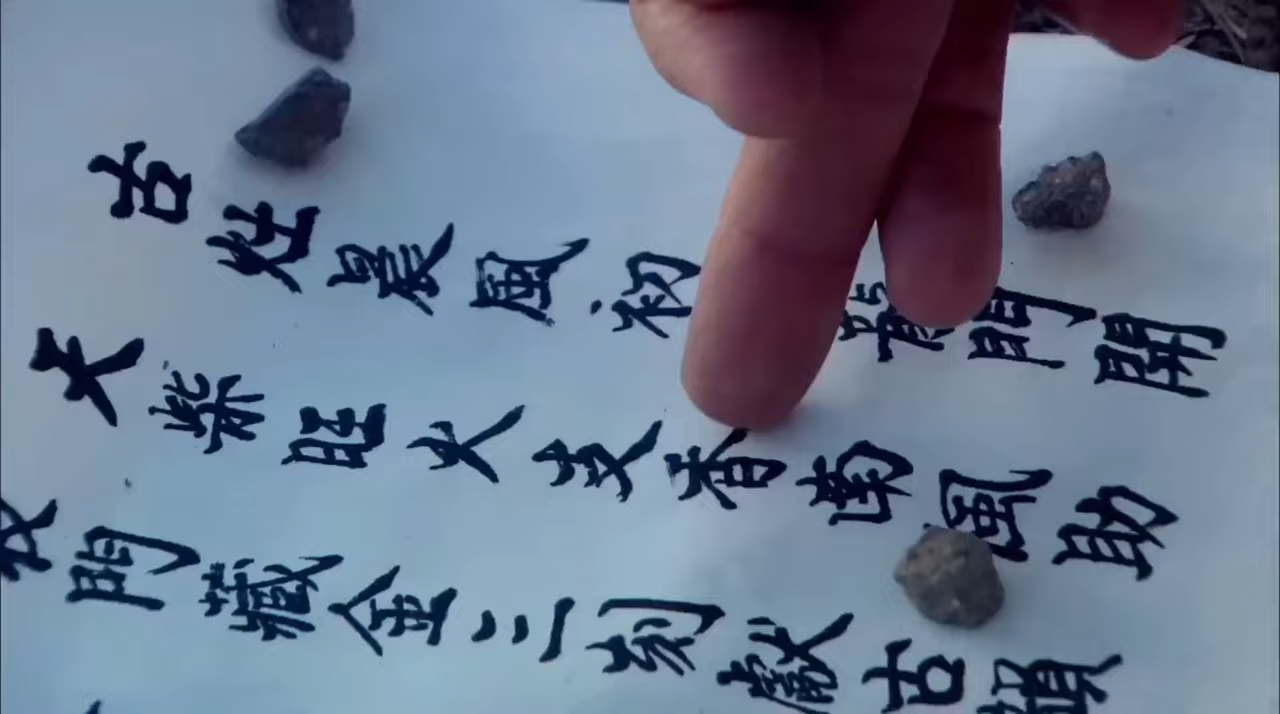 古灶晨風初 門開
柴旺火支香菊風助
門藏金三刻獻古韻